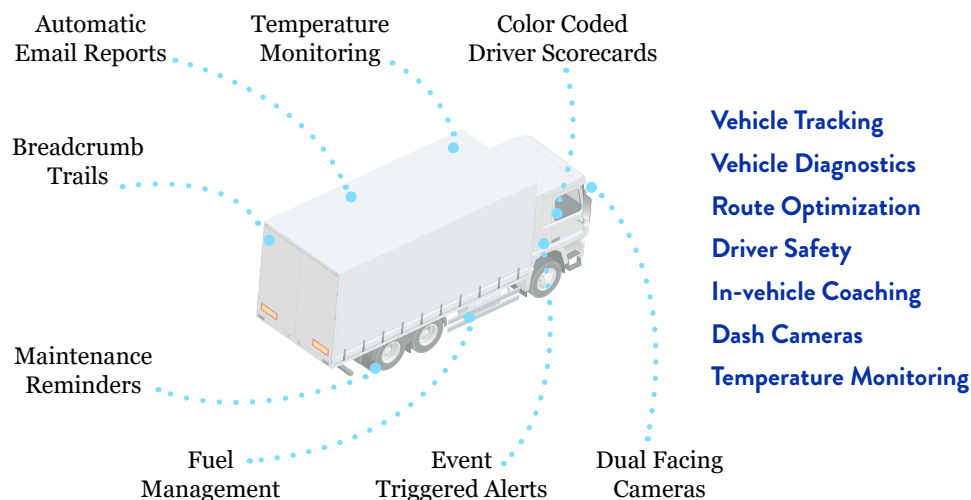 Automatic
Email Reports
Temperature
Monitoring
Color Coded
Driver Scorecards
Breadcrumb
Trails
Maintenance
Reminders
Fuel
Management
Event
Triggered Alerts
Dual Facing
Cameras
Vehicle Tracking
Vehicle Diagnostics
Route Optimization
Driver Safety
In-vehicle Coaching
Dash Cameras
Temperature Monitoring